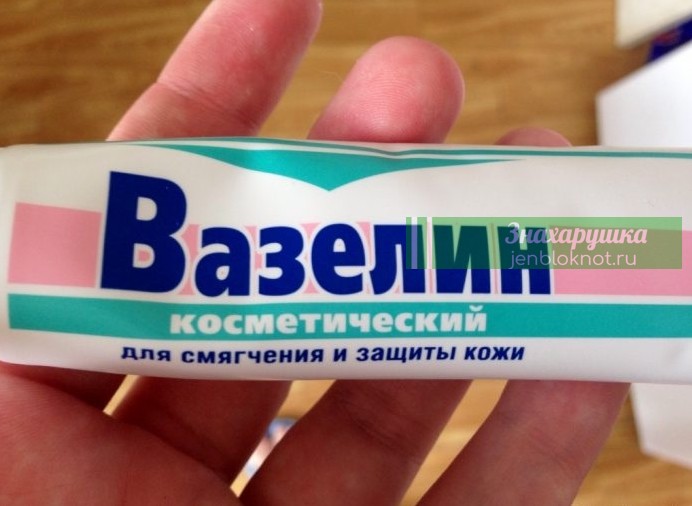 Вазелин
Знахарушка
jenbloknot.ru
косметический
для смягчения и защиты кожи